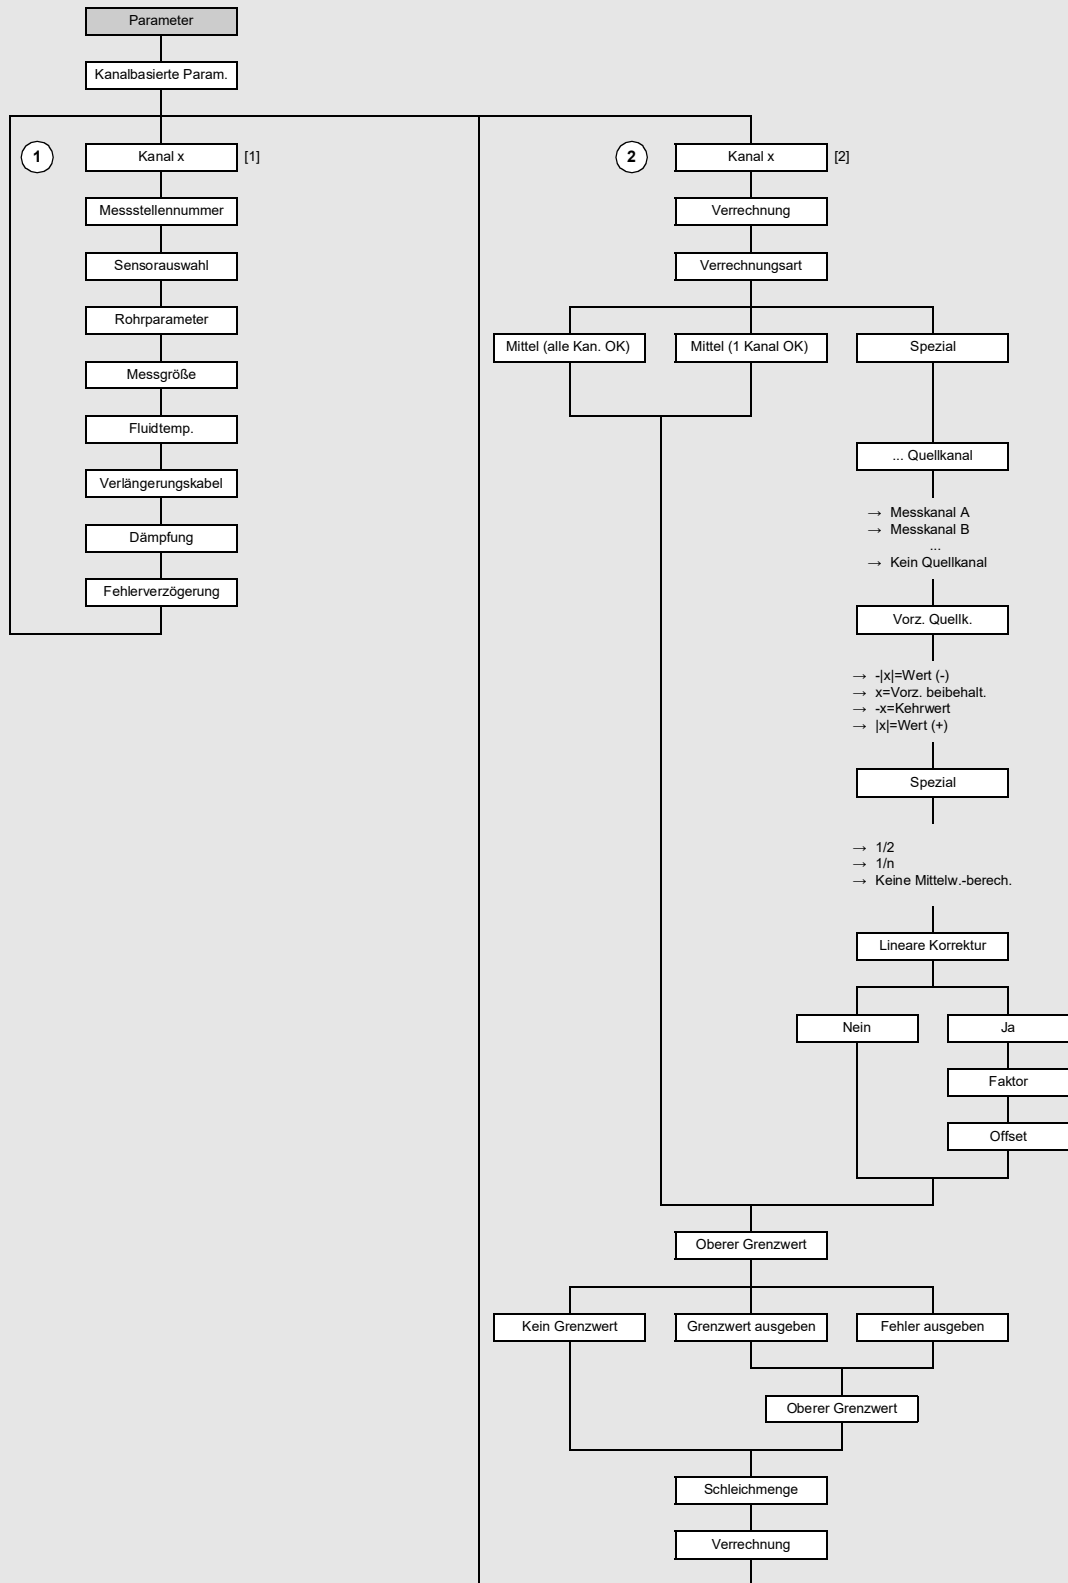 Parameter
Kanalbasierte Param.
1
Kanal x
[1]
Messstellennummer
Sensorauswahl
Rohrparameter
Messgröße
Fluidtemp.
Verlängerungskabel
Dämpfung
Fehlerverzögerung
2
Kanal x
[2]
Verrechnung
Verrechnungsart
Mittel (alle Kan. OK)
Mittel (1 Kanal OK)
Spezial
... Quellkanal
→ Messkanal A
→ Messkanal B
...
→ Kein Quellkanal
Vorz. Quellk.
→ -|x|=Wert (-)
→ x=Vorz. beibehalt.
→ -x=Kehrwert
→ |x|=Wert (+)
Spezial
→ 1/2
→ 1/n
→ Keine Mittelw.-berech.
Lineare Korrektur
Nein
Ja
Faktor
Offset
Oberer Grenzwert
Kein Grenzwert
Grenzwert ausgeben
Fehler ausgeben
Oberer Grenzwert
Schleichmenge
Verrechnung